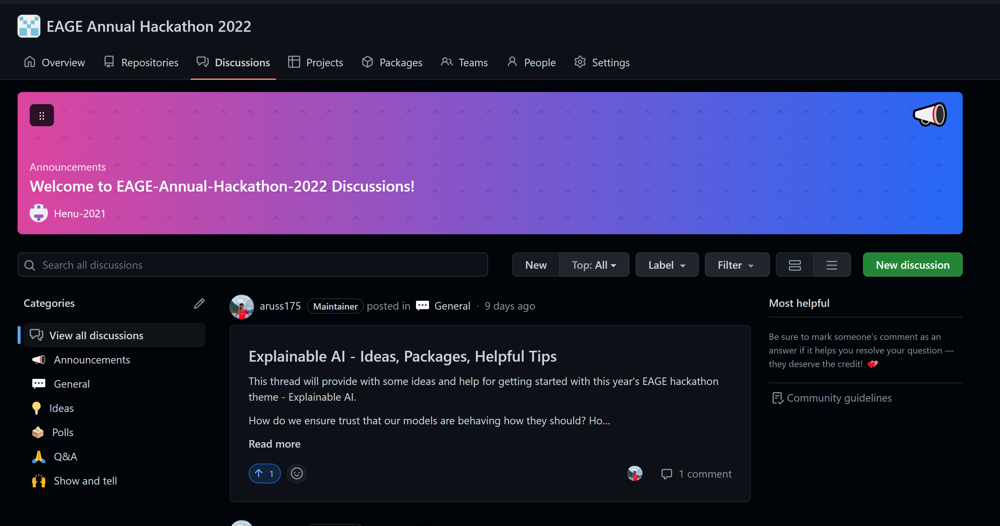 EAGE Annual Hackathon 2022
Overview Repositories Discussions Projects Packages Teams People Settings
Announcements
Welcome to EAGE-Annual-Hackathon-2022 Discussions!
Henu-2021
Search all discussions
New Top: All Label Filter New discussion
Categories
View all discussions
Announcements
General
Ideas
Polls
Q&A
Show and tell
aruss175 Maintainer posted in General · 9 days ago
Explainable AI - Ideas, Packages, Helpful Tips
This thread will provide with some ideas and help for getting started with this year's EAGE hackathon
theme - Explainable AI.
How do we ensure trust that our models are behaving how they should? Ho...
Read more
1
1 comment
Most helpful
Be sure to mark someone’s comment as an
answer if it helps you resolve your question —
they deserve the credit!
Community guidelines